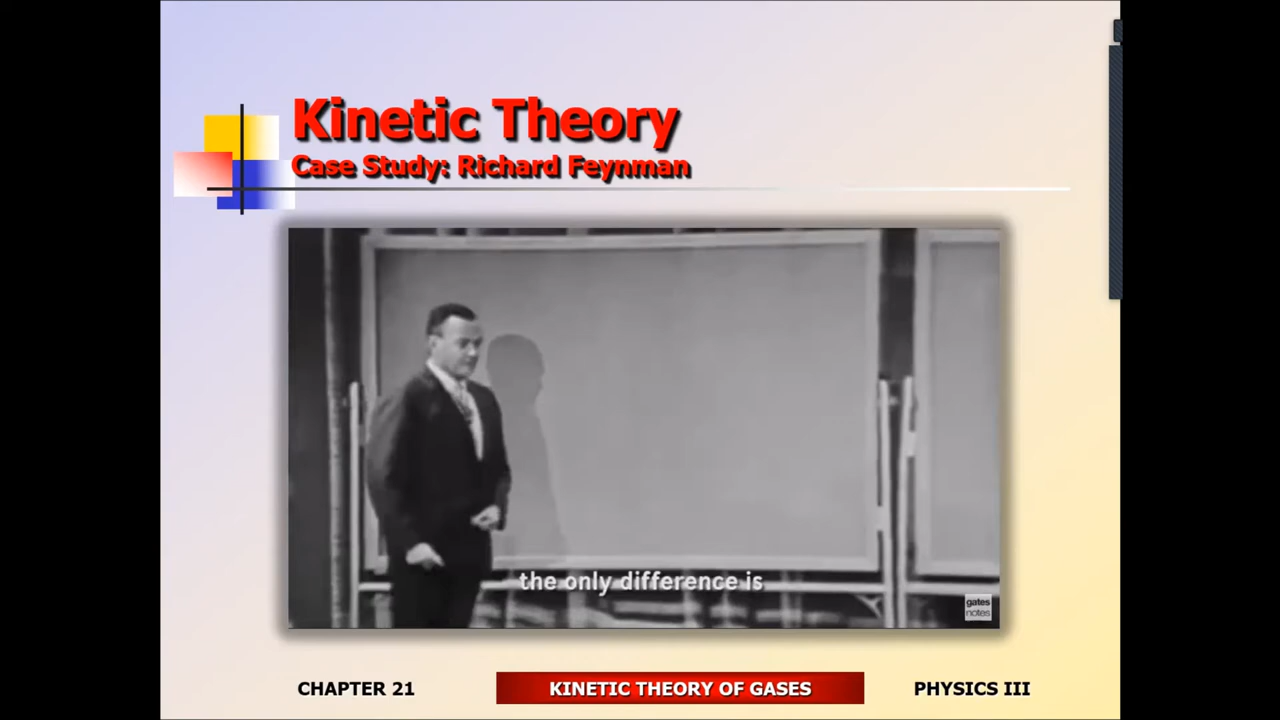 Kinetic Theory
Case Study: Richard Feynman
the only difference is
gates
notes
CHAPTER 21
KINETIC THEORY OF GASES
PHYSICS III